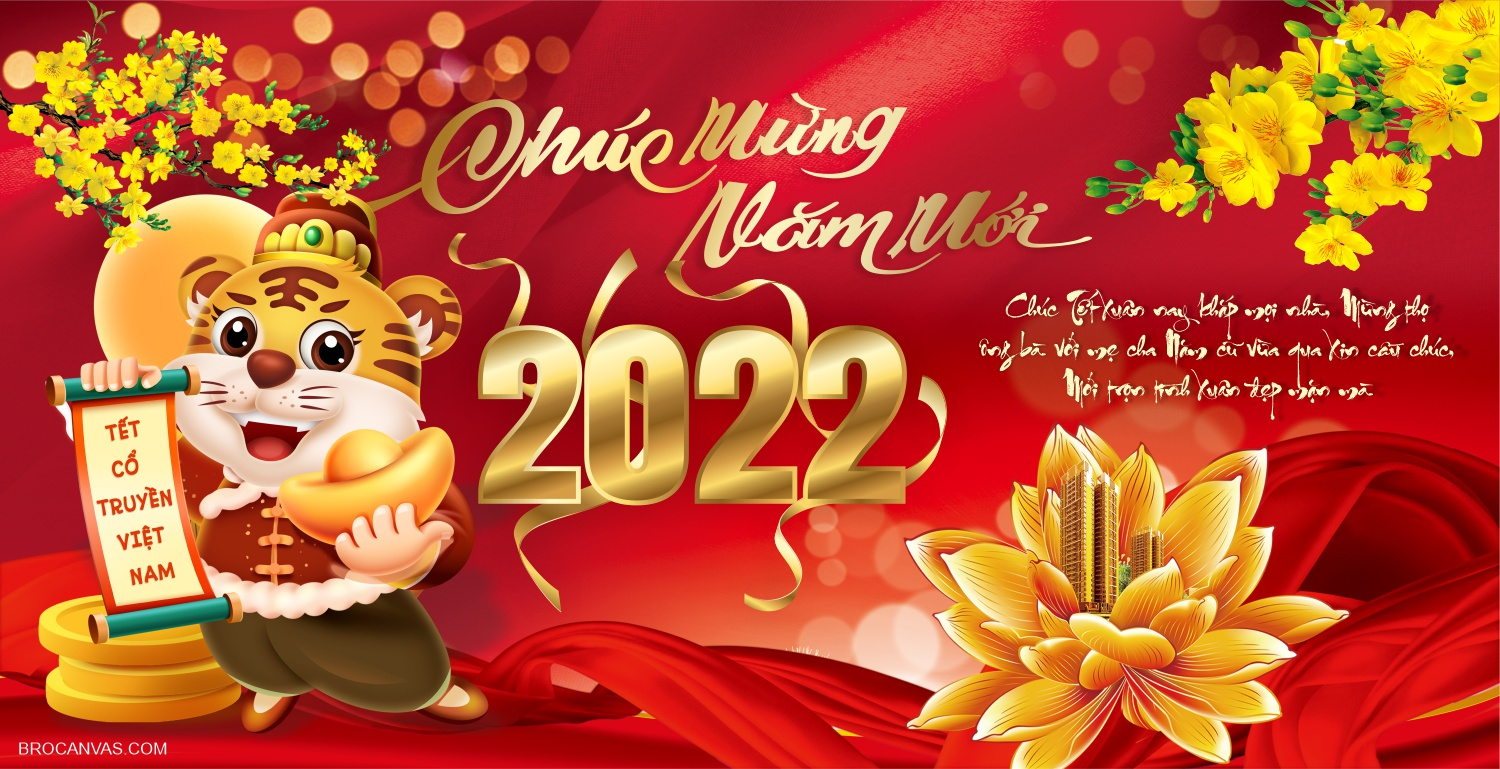 Chúc Mừng
Năm Mới
2022
Chúc Tết Xuân nay khắp mọi nhà, Mừng thọ
ông bà với mẹ cha Năm cũ vừa qua xin cầu chúc,
Mối trọn tình Xuân đẹp mặn mà
TẾT
CỔ
TRUYỀN
VIỆT
NAM
BROCANVAS.COM